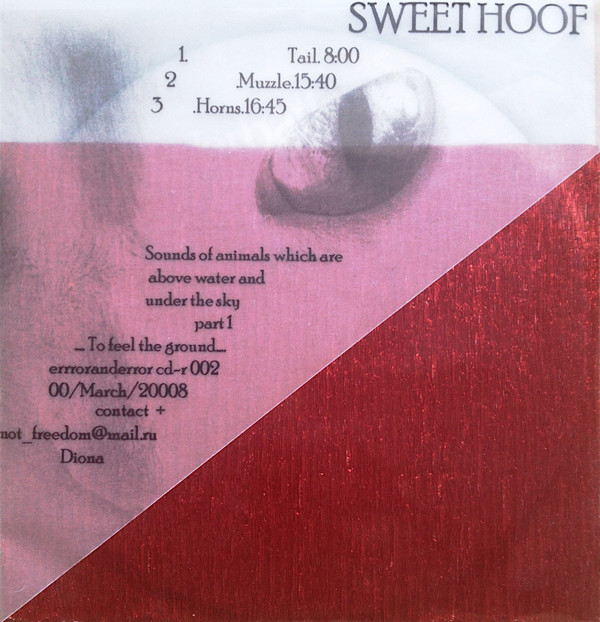 SWEET HOOF
1. Tail. 8:00
2 .Muzzle.15:40
3 .Horns.16:45
Sounds of animals which are
above water and
under the sky
part 1
.... To feel the ground....
errroranderror cd-r 002
00/March/20008
contact +
not_freedom@mail.ru
Diona